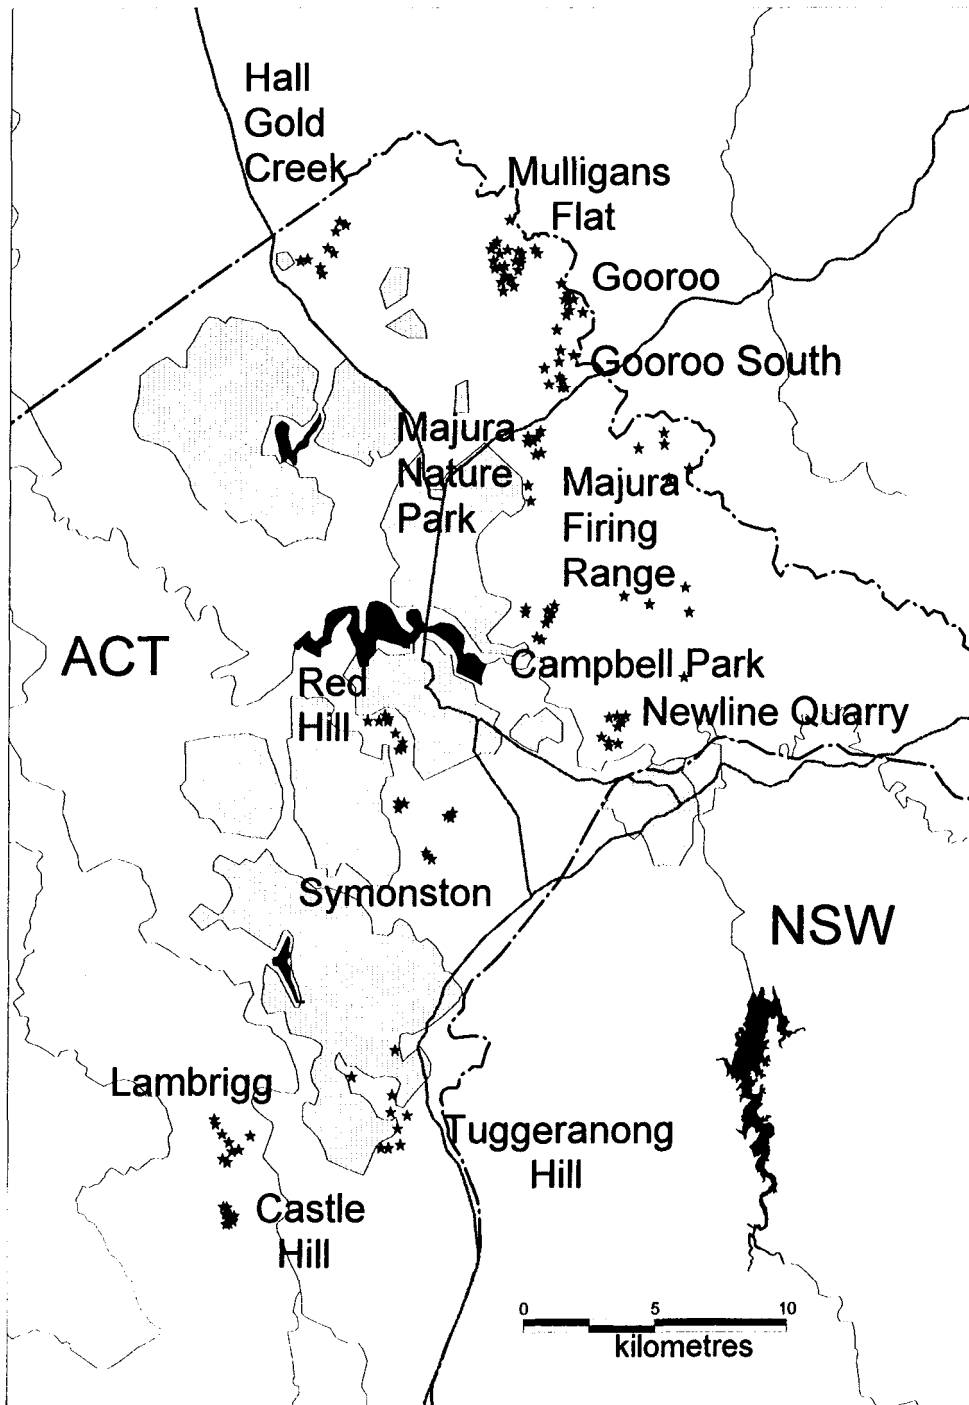 Hall
Gold
Creek
Mulligans
Flat
Gooroo
Gooroo South
Majura
Nature
Park
Majura
Firing
Range
ACT
Campbell Park
Red
Hill
Newline Quarry
Symonston
NSW
Lambrigg
Tuggeranong
Hill
Castle
Hill
0 5 10
kilometres